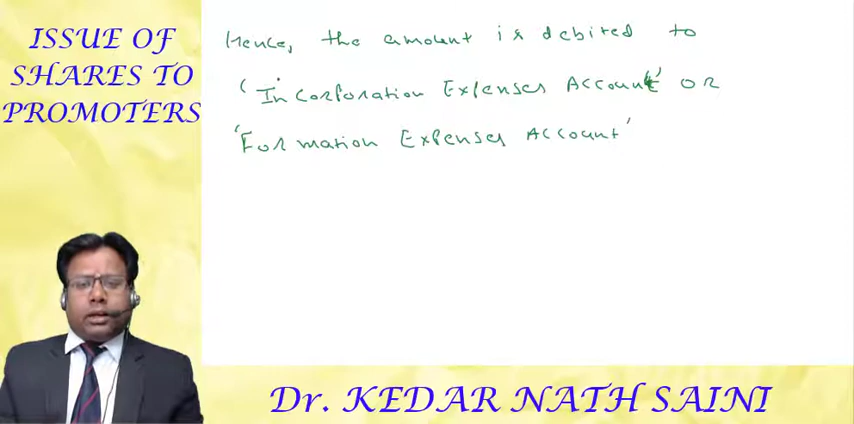 ISSUE OF
SHARES TO
PROMOTERS
Hence, the amount is debited to
'Incorporation Expenses Account' OR
'Formation Expenses Account'
Dr. KEDAR NATH SAINI